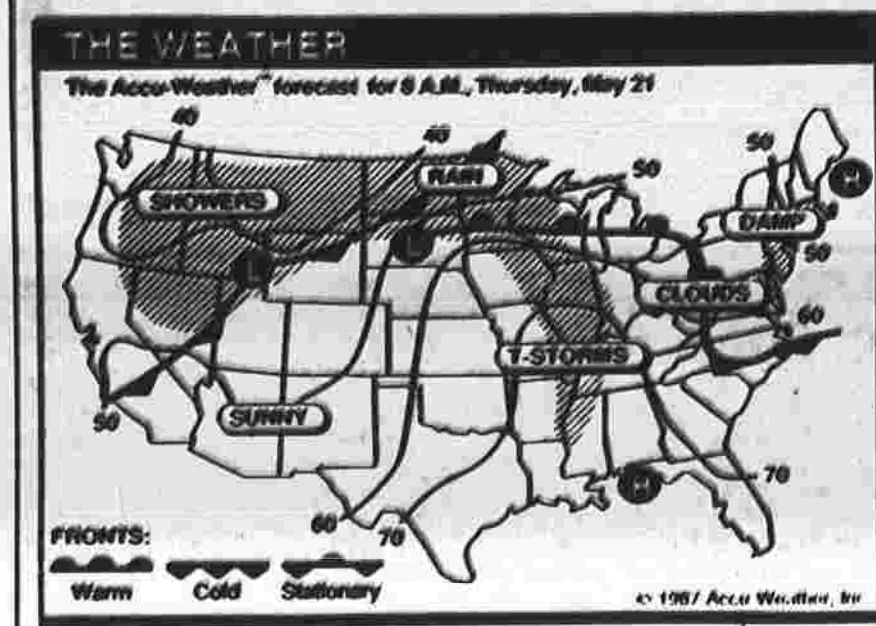 THE WEATHER
The Accu-Weather™ forecast for 8 A.M., Thursday, May 21
40
40
50
50
RAIN
H
SHOWERS
DAMP
50
L
L
CLOUDS
60
T-STORMS
50
SUNNY
70
H
60
70
FRONTS:
Warm
Cold
Stationary
© 1987 Accu Weather, Inc